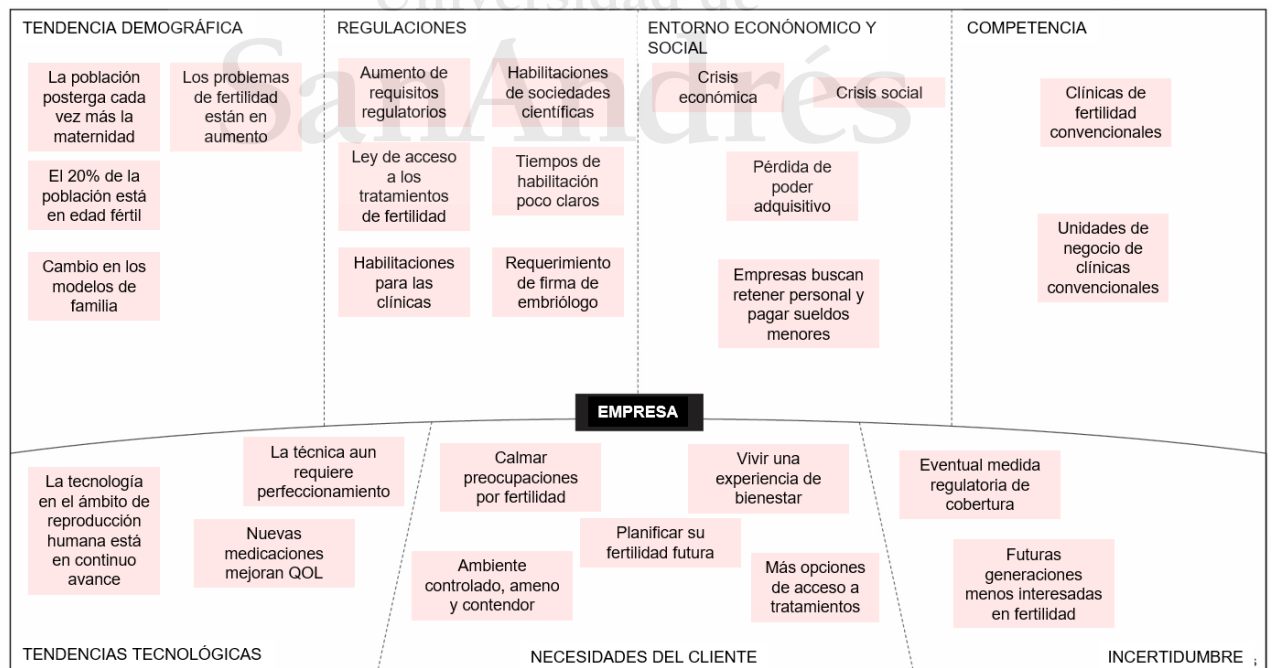 Universidad de
SanAndrés
TENDENCIA DEMOGRÁFICA
La población
posterga cada
vez más la
maternidad
Los problemas
de fertilidad
están en
aumento
El 20% de la
población está
en edad fértil
Cambio en los
modelos de
familia
REGULACIONES
Aumento de
requisitos
regulatorios
Habilitaciones
de sociedades
científicas
Ley de acceso
a los
tratamientos
de fertilidad
Tiempos de
habilitación
poco claros
Habilitaciones
para las
clínicas
Requerimiento
de firma de
embriólogo
ENTORNO ECONÓNOMICO Y
SOCIAL
Crisis
económica
Crisis social
Pérdida de
poder
adquisitivo
Empresas buscan
retener personal y
pagar sueldos
menores
COMPETENCIA
Clínicas de
fertilidad
convencionales
Unidades de
negocio de
clínicas
convencionales
EMPRESA
La tecnología
en el ámbito de
reproducción
humana está
en continuo
avance
La técnica aun
requiere
perfeccionamiento
Nuevas
medicaciones
mejoran QOL
TENDENCIAS TECNOLÓGICAS
Calmar
preocupaciones
por fertilidad
Vivir una
experiencia de
bienestar
Planificar su
fertilidad futura
Ambiente
controlado, ameno
y contendor
Más opciones
de acceso a
tratamientos
NECESIDADES DEL CLIENTE
Eventual medida
regulatoria de
cobertura
Futuras
generaciones
menos interesadas
en fertilidad
INCERTIDUMBRE